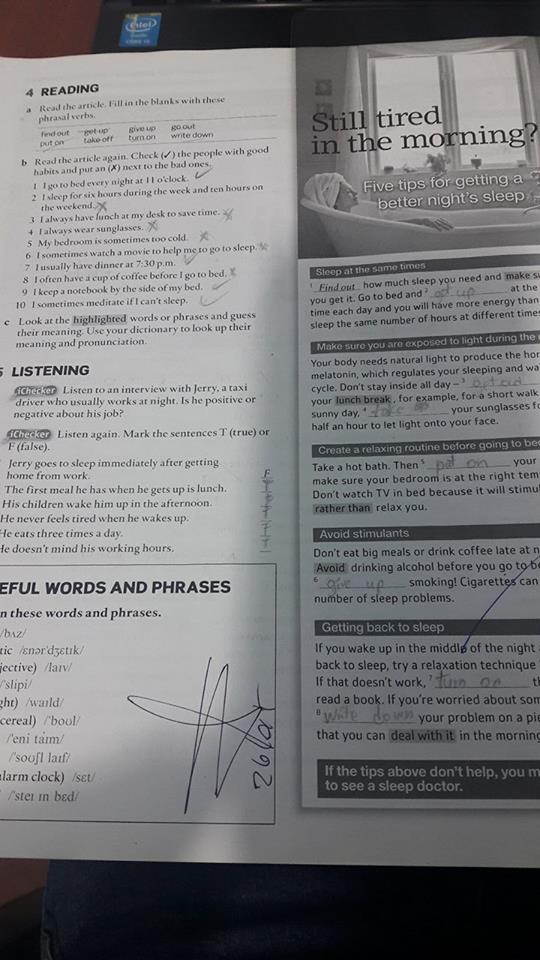 intel
4 READING
a Read the article. Fill in the blanks with these
phrasal verbs.
find out get up give up go out
put on take off turn on write down
b Read the article again. Check (✓) the people with good
habits and put an (✗) next to the bad ones.
1 I go to bed every night at 11 o'clock. ✓
2 I sleep for six hours during the week and ten hours on
the weekend. ✗
3 I always have lunch at my desk to save time. ✗
4 I always wear sunglasses. ✗
5 My bedroom is sometimes too cold. ✗
6 I sometimes watch a movie to help me to go to sleep. ✗
7 I usually have dinner at 7:30 p.m. ✓
8 I often have a cup of coffee before I go to bed. ✗
9 I keep a notebook by the side of my bed. ✓
10 I sometimes meditate if I can't sleep. ✓
c Look at the highlighted words or phrases and guess
their meaning. Use your dictionary to look up their
meaning and pronunciation.
5 LISTENING
iChecker Listen to an interview with Jerry, a taxi
driver who usually works at night. Is he positive or
negative about his job?
iChecker Listen again. Mark the sentences T (true) or
F (false).
Jerry goes to sleep immediately after getting
home from work. F
The first meal he has when he gets up is lunch.
His children wake him up in the afternoon.
He never feels tired when he wakes up.
He eats three times a day.
He doesn't mind his working hours.
EFUL WORDS AND PHRASES
n these words and phrases.
/bʌz/
tic /ɛnərˈdʒɛtɪk/
jective) /laɪv/
/ˈslipi/
ght) /waɪld/
cereal) /ˈboʊl/
/ˈeni taɪm/
/ˈsoʊʃl laɪf/
larm clock) /sɛt/
/ˈsteɪ ɪn bɛd/
Still tired
in the morning?
Five tips for getting a
better night's sleep
Sleep at the same times
1 Find out how much sleep you need and make su
you get it. Go to bed and 2 get up at the
time each day and you will have more energy than
sleep the same number of hours at different times
Make sure you are exposed to light during the
Your body needs natural light to produce the hor
melatonin, which regulates your sleeping and wa
cycle. Don't stay inside all day – 3
your lunch break, for example, for a short walk
sunny day, 4 take off your sunglasses fo
half an hour to let light onto your face.
Create a relaxing routine before going to bed
Take a hot bath. Then 5 put on your
make sure your bedroom is at the right tem
Don't watch TV in bed because it will stimul
rather than relax you.
Avoid stimulants
Don't eat big meals or drink coffee late at n
Avoid drinking alcohol before you go to be
6 give up smoking! Cigarettes can
number of sleep problems.
Getting back to sleep
If you wake up in the middle of the night a
back to sleep, try a relaxation technique
If that doesn't work, 7 turn on th
read a book. If you're worried about som
8 write down your problem on a pie
that you can deal with it in the morning
If the tips above don't help, you m
to see a sleep doctor.